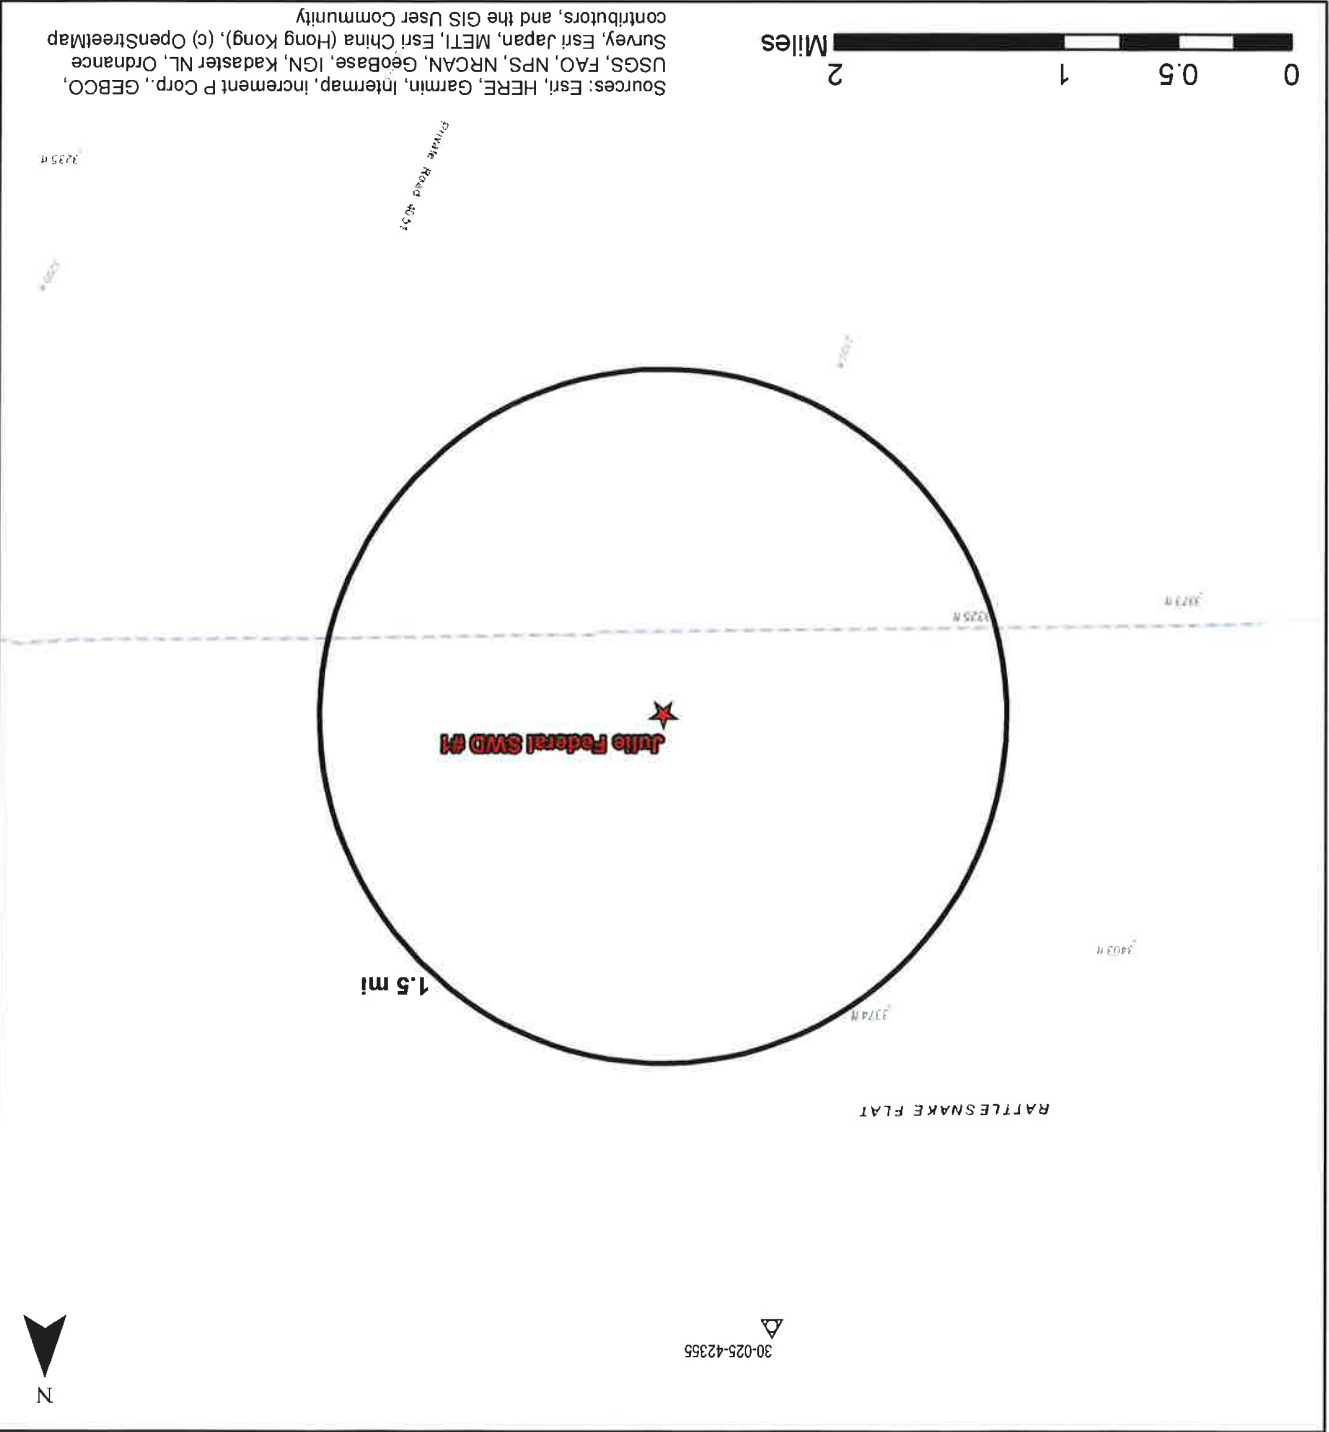 N
30-025-42355
RATTLESNAKE FLAT
3374 ft
3403 ft
1.5 mi
Julie Federal SWD #1
3325 ft
3373 ft
Private Road 4051
3235 ft
0 0.5 1 2
Miles
Sources: Esri, HERE, Garmin, Intermap, increment P Corp., GEBCO,
USGS, FAO, NPS, NRCAN, GeoBase, IGN, Kadaster NL, Ordnance
Survey, Esri Japan, METI, Esri China (Hong Kong), (c) OpenStreetMap
contributors, and the GIS User Community